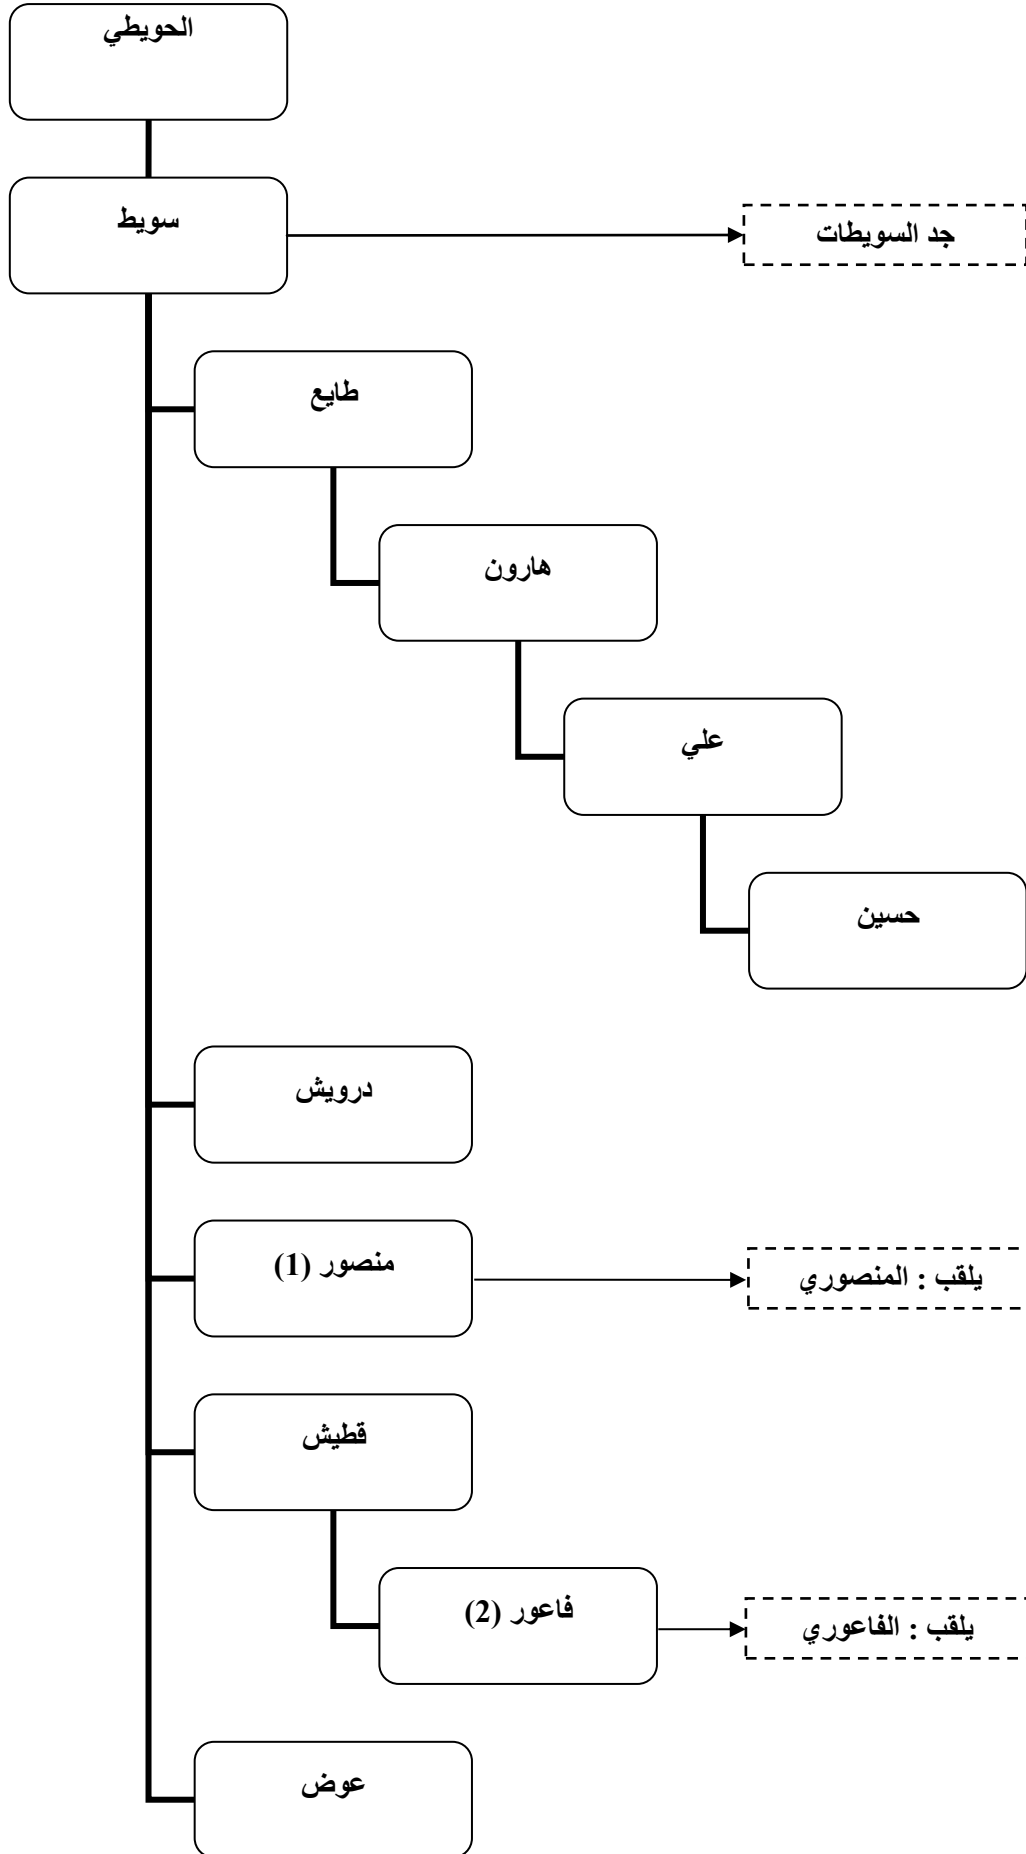 الحويطي
سويط
جد السويطات
طايع
هارون
علي
حسين
درويش
منصور (1)
يلقب : المنصوري
قطيش
فاعور (2)
يلقب : الفاعوري
عوض